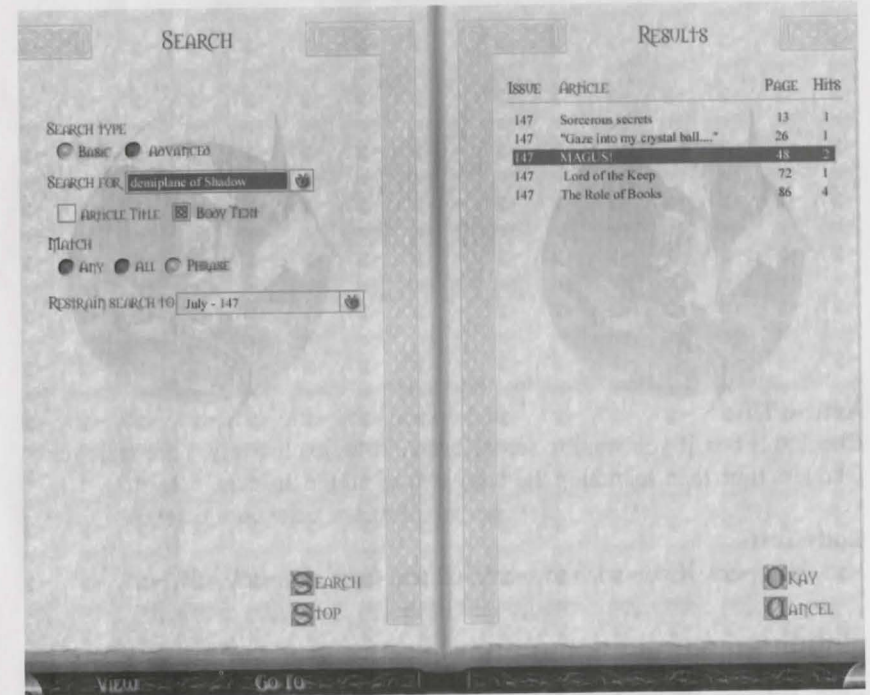 SEARCH
SEARCH TYPE
BASIC ADVANCED
SEARCH FOR demiplane of Shadow
ARTICLE TITLE BODY TEXT
MATCH
ANY ALL PHRASE
RESTRAIN SEARCH TO July - 147
SEARCH
STOP
VIEW GO TO
RESULTS
ISSUE ARTICLE PAGE HITS
147 Sorcerous secrets 13 1
147 "Gaze into my crystal ball...." 26 1
147 MAGUS! 48 2
147 Lord of the Keep 72 1
147 The Role of Books 86 4
OKAY
CANCEL